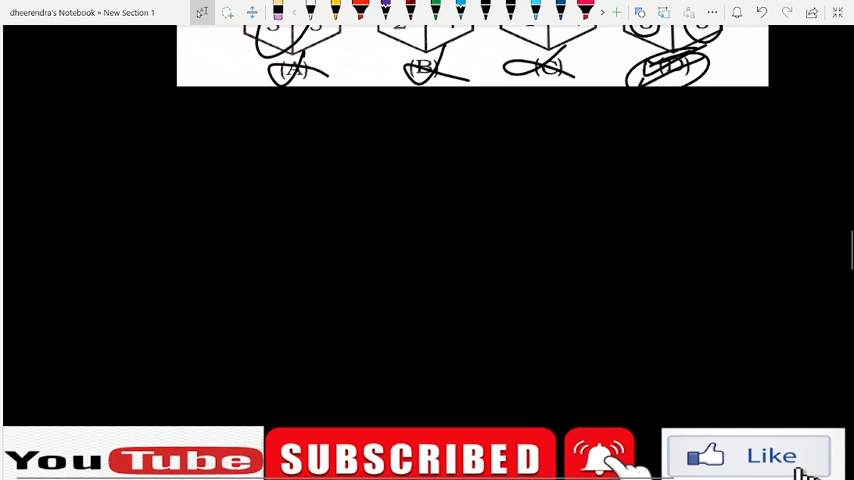 dheerendra's Notebook » New Section 1
(A) (B) (C) (D)
You Tube SUBSCRIBED Like